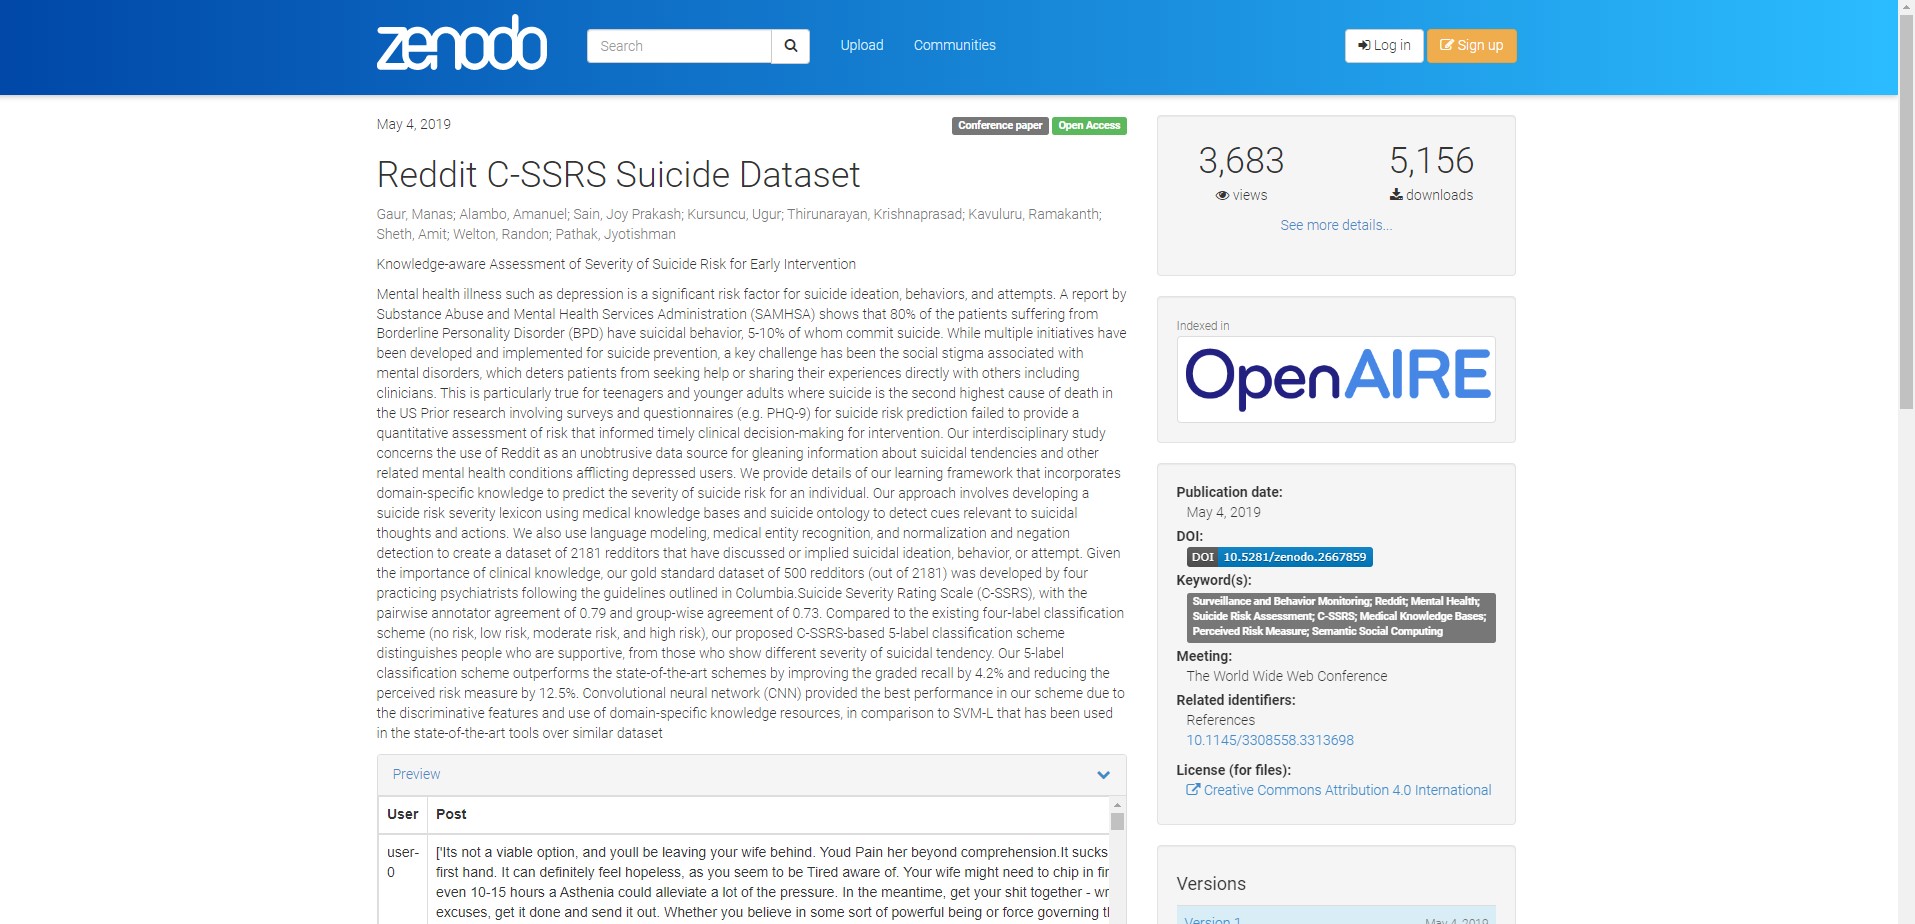 zenodo
Search
Upload
Communities
Log in
Sign up
May 4, 2019
Conference paper
Open Access
Reddit C-SSRS Suicide Dataset
Gaur, Manas; Alambo, Amanuel; Sain, Joy Prakash; Kursuncu, Ugur; Thirunarayan, Krishnaprasad; Kavuluru, Ramakanth;
Sheth, Amit; Welton, Randon; Pathak, Jyotishman
Knowledge-aware Assessment of Severity of Suicide Risk for Early Intervention
Mental health illness such as depression is a significant risk factor for suicide ideation, behaviors, and attempts. A report by
Substance Abuse and Mental Health Services Administration (SAMHSA) shows that 80% of the patients suffering from
Borderline Personality Disorder (BPD) have suicidal behavior, 5-10% of whom commit suicide. While multiple initiatives have
been developed and implemented for suicide prevention, a key challenge has been the social stigma associated with
mental disorders, which deters patients from seeking help or sharing their experiences directly with others including
clinicians. This is particularly true for teenagers and younger adults where suicide is the second highest cause of death in
the US Prior research involving surveys and questionnaires (e.g. PHQ-9) for suicide risk prediction failed to provide a
quantitative assessment of risk that informed timely clinical decision-making for intervention. Our interdisciplinary study
concerns the use of Reddit as an unobtrusive data source for gleaning information about suicidal tendencies and other
related mental health conditions afflicting depressed users. We provide details of our learning framework that incorporates
domain-specific knowledge to predict the severity of suicide risk for an individual. Our approach involves developing a
suicide risk severity lexicon using medical knowledge bases and suicide ontology to detect cues relevant to suicidal
thoughts and actions. We also use language modeling, medical entity recognition, and normalization and negation
detection to create a dataset of 2181 redditors that have discussed or implied suicidal ideation, behavior, or attempt. Given
the importance of clinical knowledge, our gold standard dataset of 500 redditors (out of 2181) was developed by four
practicing psychiatrists following the guidelines outlined in Columbia.Suicide Severity Rating Scale (C-SSRS), with the
pairwise annotator agreement of 0.79 and group-wise agreement of 0.73. Compared to the existing four-label classification
scheme (no risk, low risk, moderate risk, and high risk), our proposed C-SSRS-based 5-label classification scheme
distinguishes people who are supportive, from those who show different severity of suicidal tendency. Our 5-label
classification scheme outperforms the state-of-the-art schemes by improving the graded recall by 4.2% and reducing the
perceived risk measure by 12.5%. Convolutional neural network (CNN) provided the best performance in our scheme due to
the discriminative features and use of domain-specific knowledge resources, in comparison to SVM-L that has been used
in the state-of-the-art tools over similar dataset
Preview
User
Post
user-
0
['Its not a viable option, and youll be leaving your wife behind. Youd Pain her beyond comprehension.It sucks
first hand. It can definitely feel hopeless, as you seem to be Tired aware of. Your wife might need to chip in
even 10-15 hours a Asthenia could alleviate a lot of the pressure. In the meantime, get your shit together -
excuses, get it done and send it out. Whether you believe in some sort of powerful being or force governing
3,683
views
5,156
downloads
See more details...
Indexed in
OpenAIRE
Publication date:
May 4, 2019
DOI:
DOI 10.5281/zenodo.2667859
Keyword(s):
Surveillance and Behavior Monitoring; Reddit; Mental Health;
Suicide Risk Assessment; C-SSRS; Medical Knowledge Bases;
Perceived Risk Measure; Semantic Social Computing
Meeting:
The World Wide Web Conference
Related identifiers:
References
10.1145/3308558.3313698
License (for files):
Creative Commons Attribution 4.0 International
Versions
Version 1
May 4, 2019